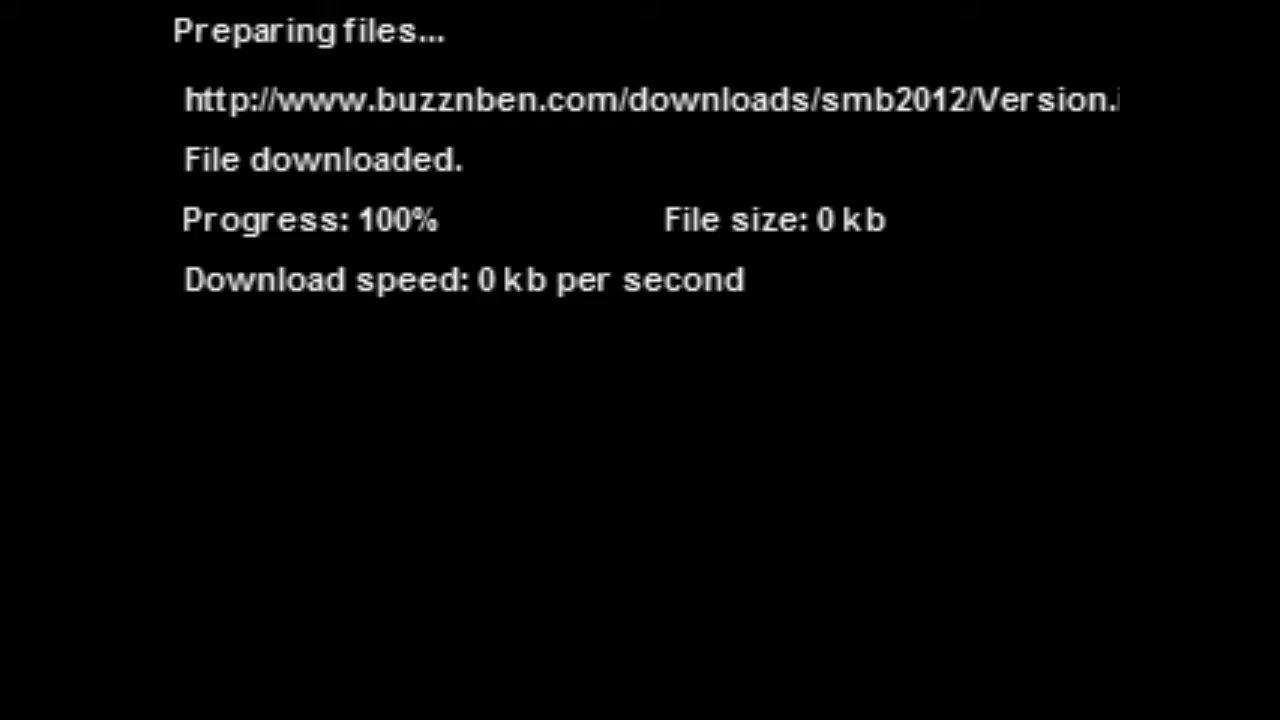 Preparing files...
http://www.buzznben.com/downloads/smb2012/Version.i
File downloaded.
Progress: 100% File size: 0 kb
Download speed: 0 kb per second